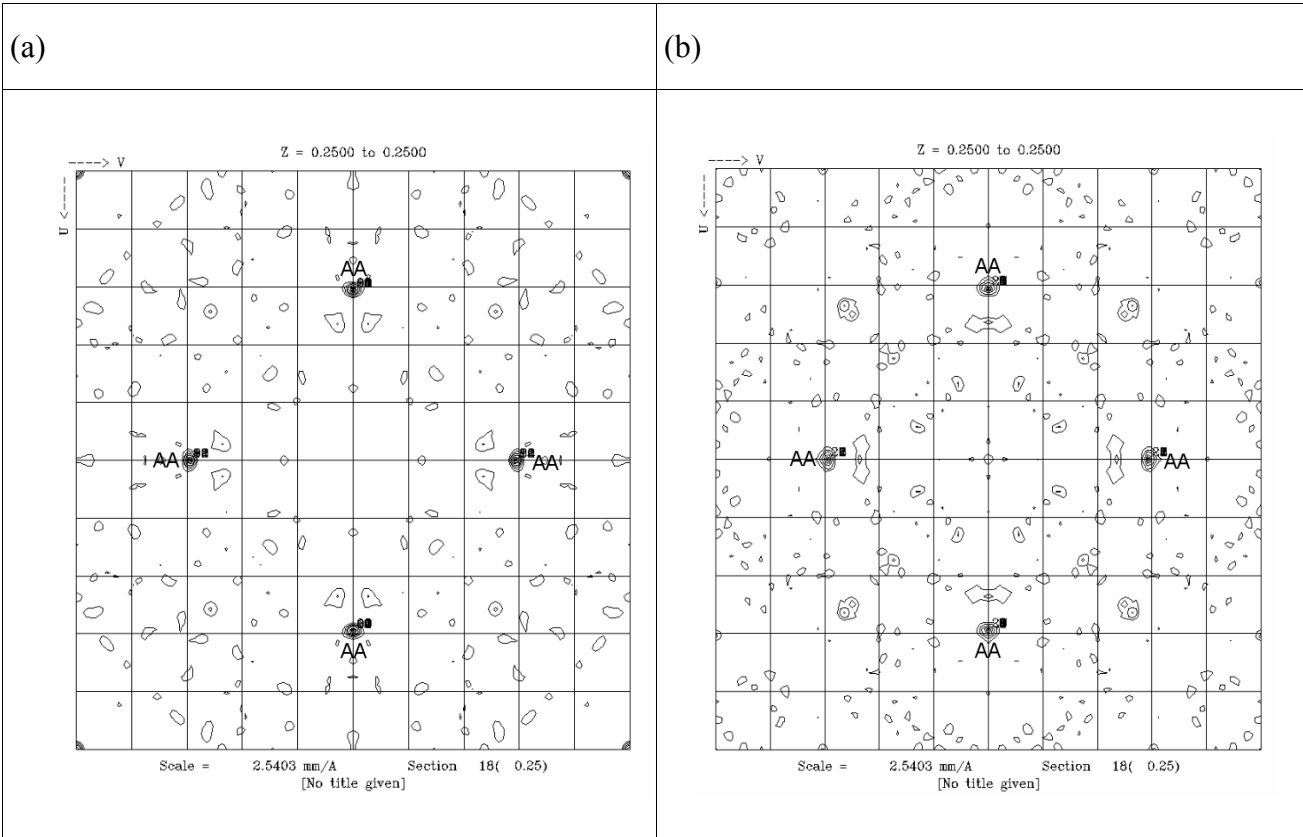 (a)
(b)
Z = 0.2500 to 0.2500
----> V
U
AA
AA
AA
AA
Scale = 2.5403 mm/A Section 18( 0.25)
[No title given]
Z = 0.2500 to 0.2500
----> V
U
AA
AA
AA
AA
Scale = 2.5403 mm/A Section 18( 0.25)
[No title given]